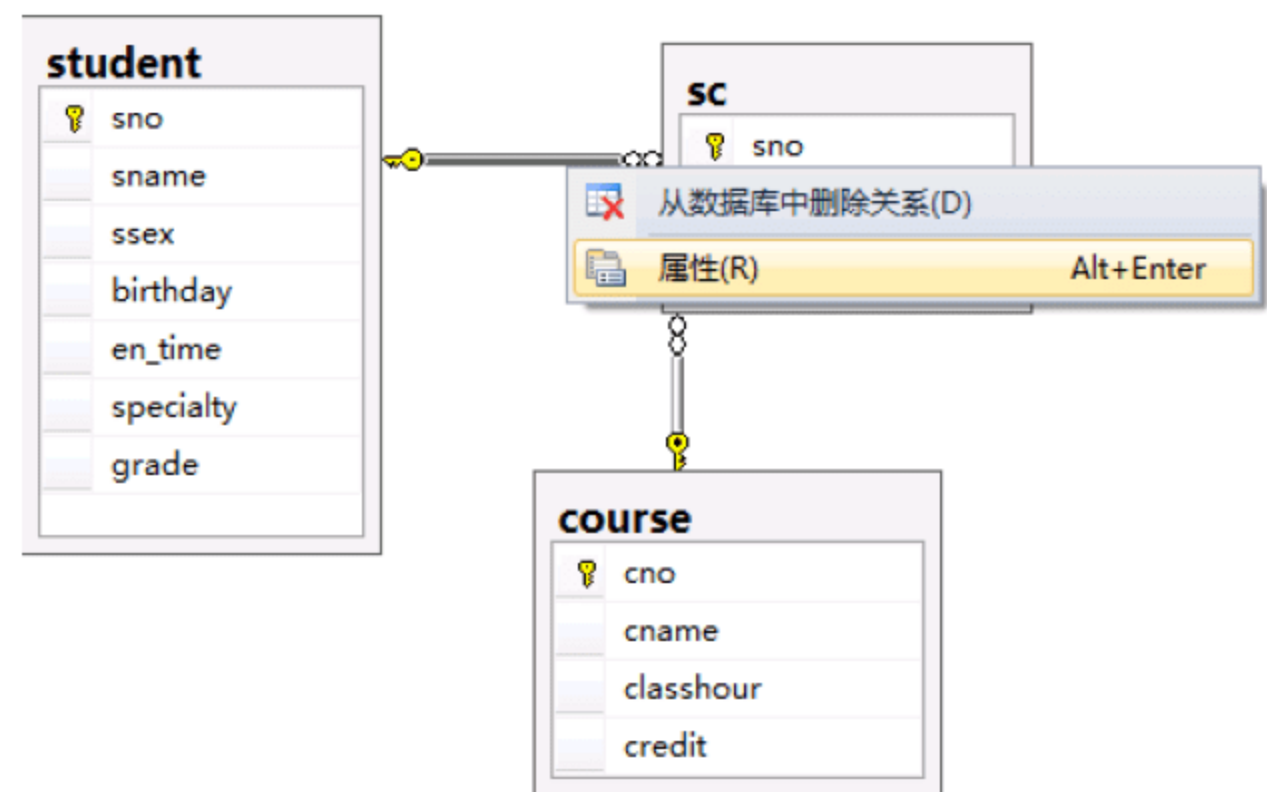 student
sno
sname
ssex
birthday
en_time
specialty
grade
sc
sno
从数据库中删除关系(D)
属性(R) Alt+Enter
course
cno
cname
classhour
credit